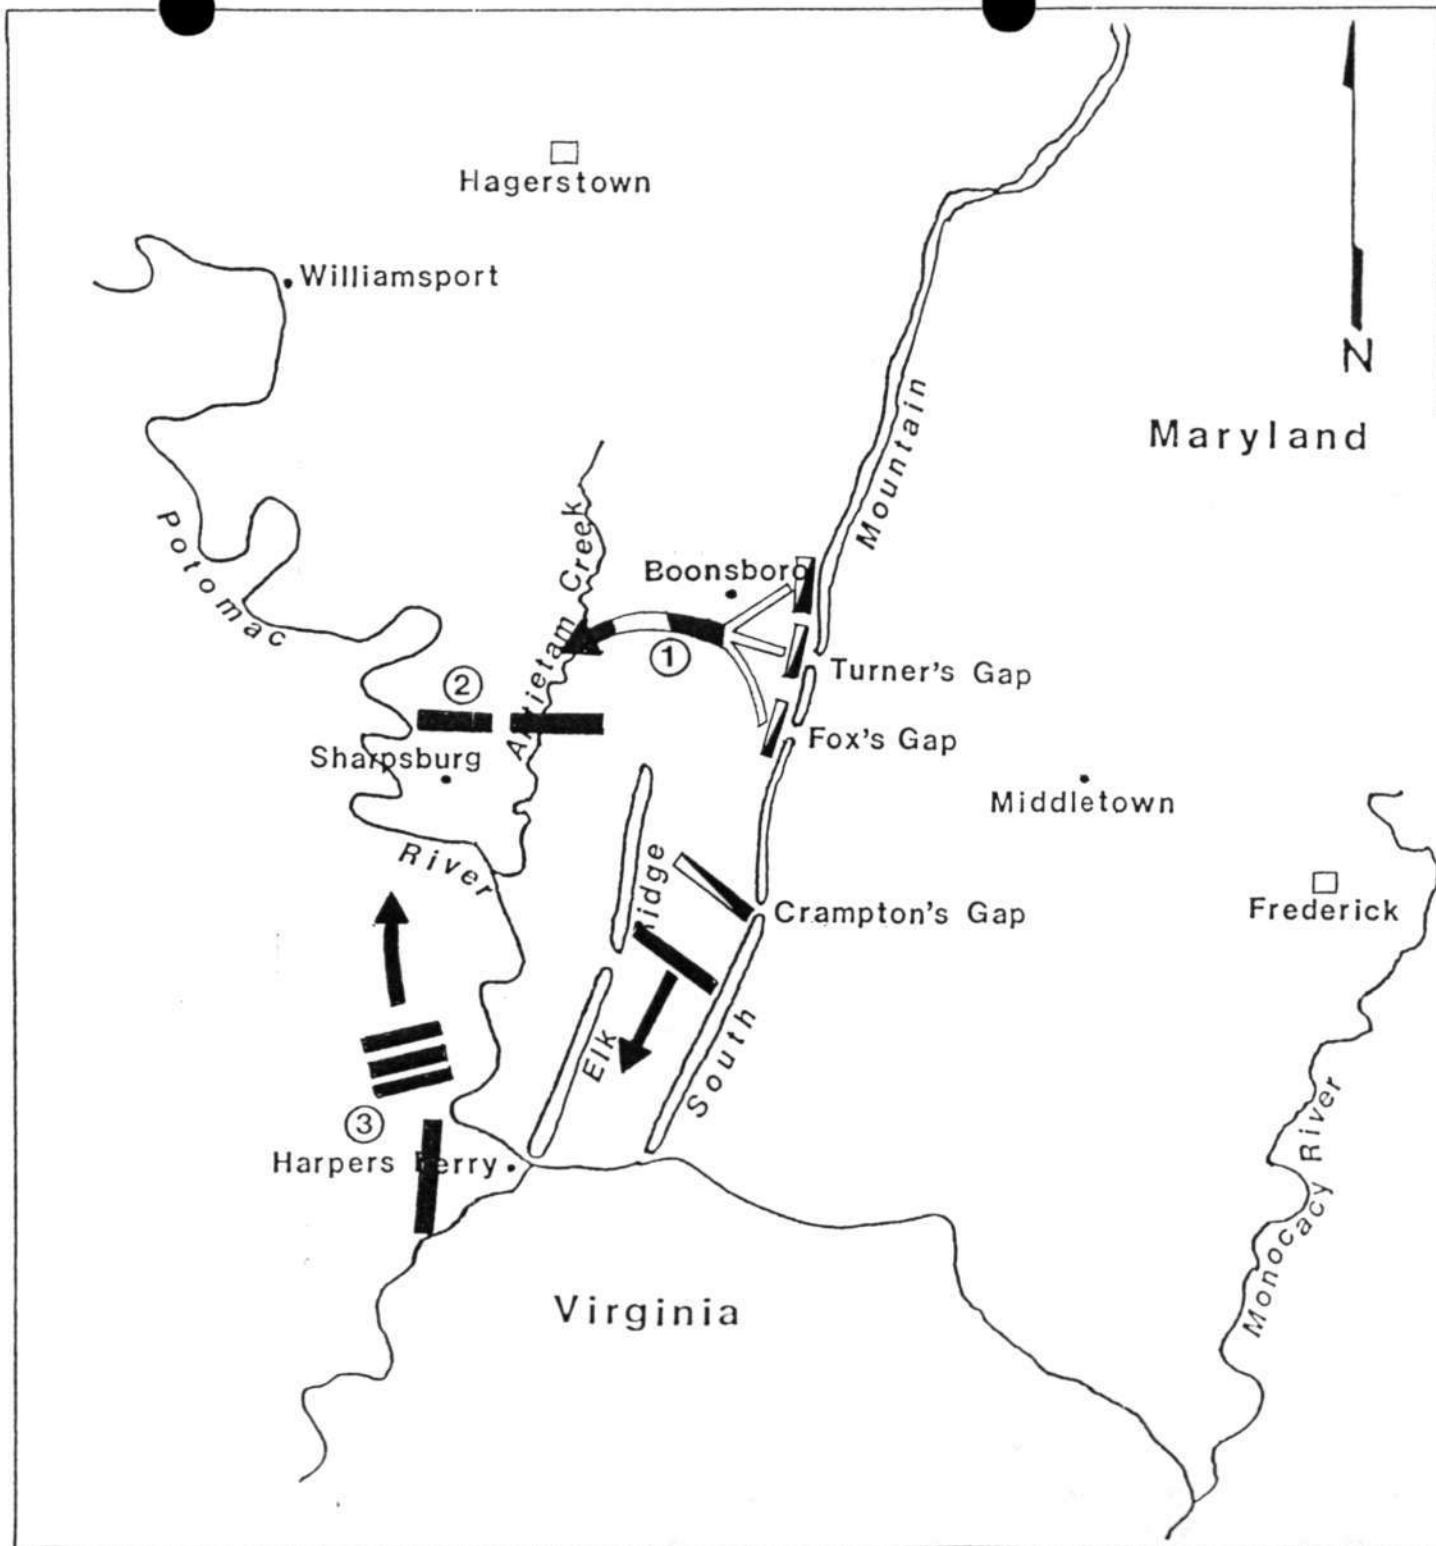 Hagerstown
Williamsport
N
Maryland
Mountain
Potomac
Antietam Creek
Boonsboro
1
Turner's Gap
2
Fox's Gap
Sharpsburg
Middletown
River
Ridge
Crampton's Gap
Frederick
Elk
South
3
Harpers Ferry
Monocacy River
Virginia